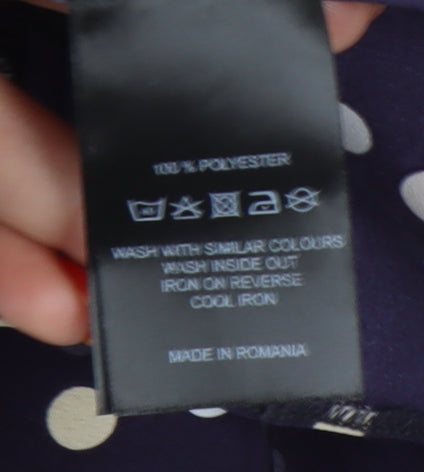 100 % POLYESTER
WASH WITH SIMILAR COLOURS
WASH INSIDE OUT
IRON ON REVERSE
COOL IRON
MADE IN ROMANIA